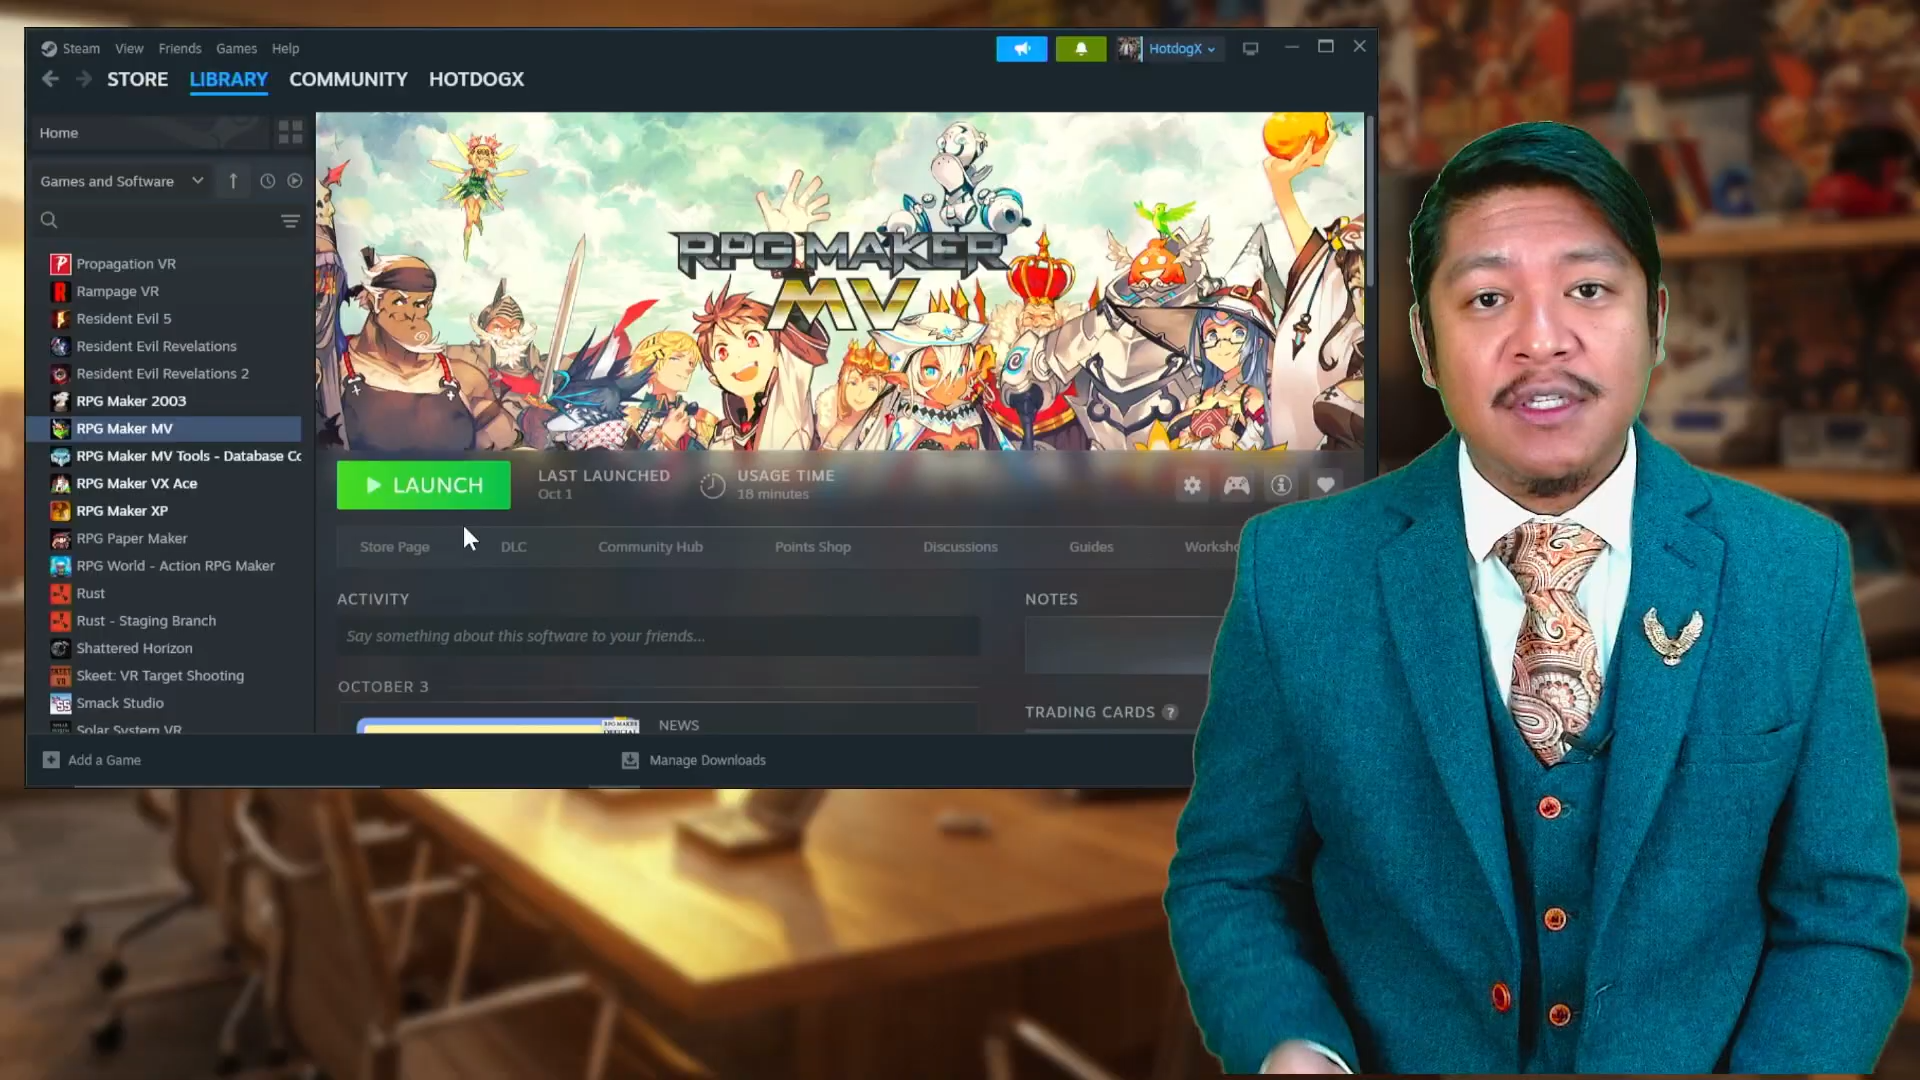 Steam View Friends Games Help
HotdogX
STORE LIBRARY COMMUNITY HOTDOGX
Home
Games and Software
RPG MAKER
MV
Propagation VR
Rampage VR
Resident Evil 5
Resident Evil Revelations
Resident Evil Revelations 2
RPG Maker 2003
RPG Maker MV
RPG Maker MV Tools - Database Co
RPG Maker VX Ace
RPG Maker XP
RPG Paper Maker
RPG World - Action RPG Maker
Rust
Rust - Staging Branch
Shattered Horizon
Skeet: VR Target Shooting
Smack Studio
Solar System VR
LAUNCH
LAST LAUNCHED
Oct 1
USAGE TIME
18 minutes
Store Page DLC Community Hub Points Shop Discussions Guides Worksho
ACTIVITY
Say something about this software to your friends...
NOTES
OCTOBER 3
NEWS
RPG MAKER
TRADING CARDS ?
Add a Game
Manage Downloads